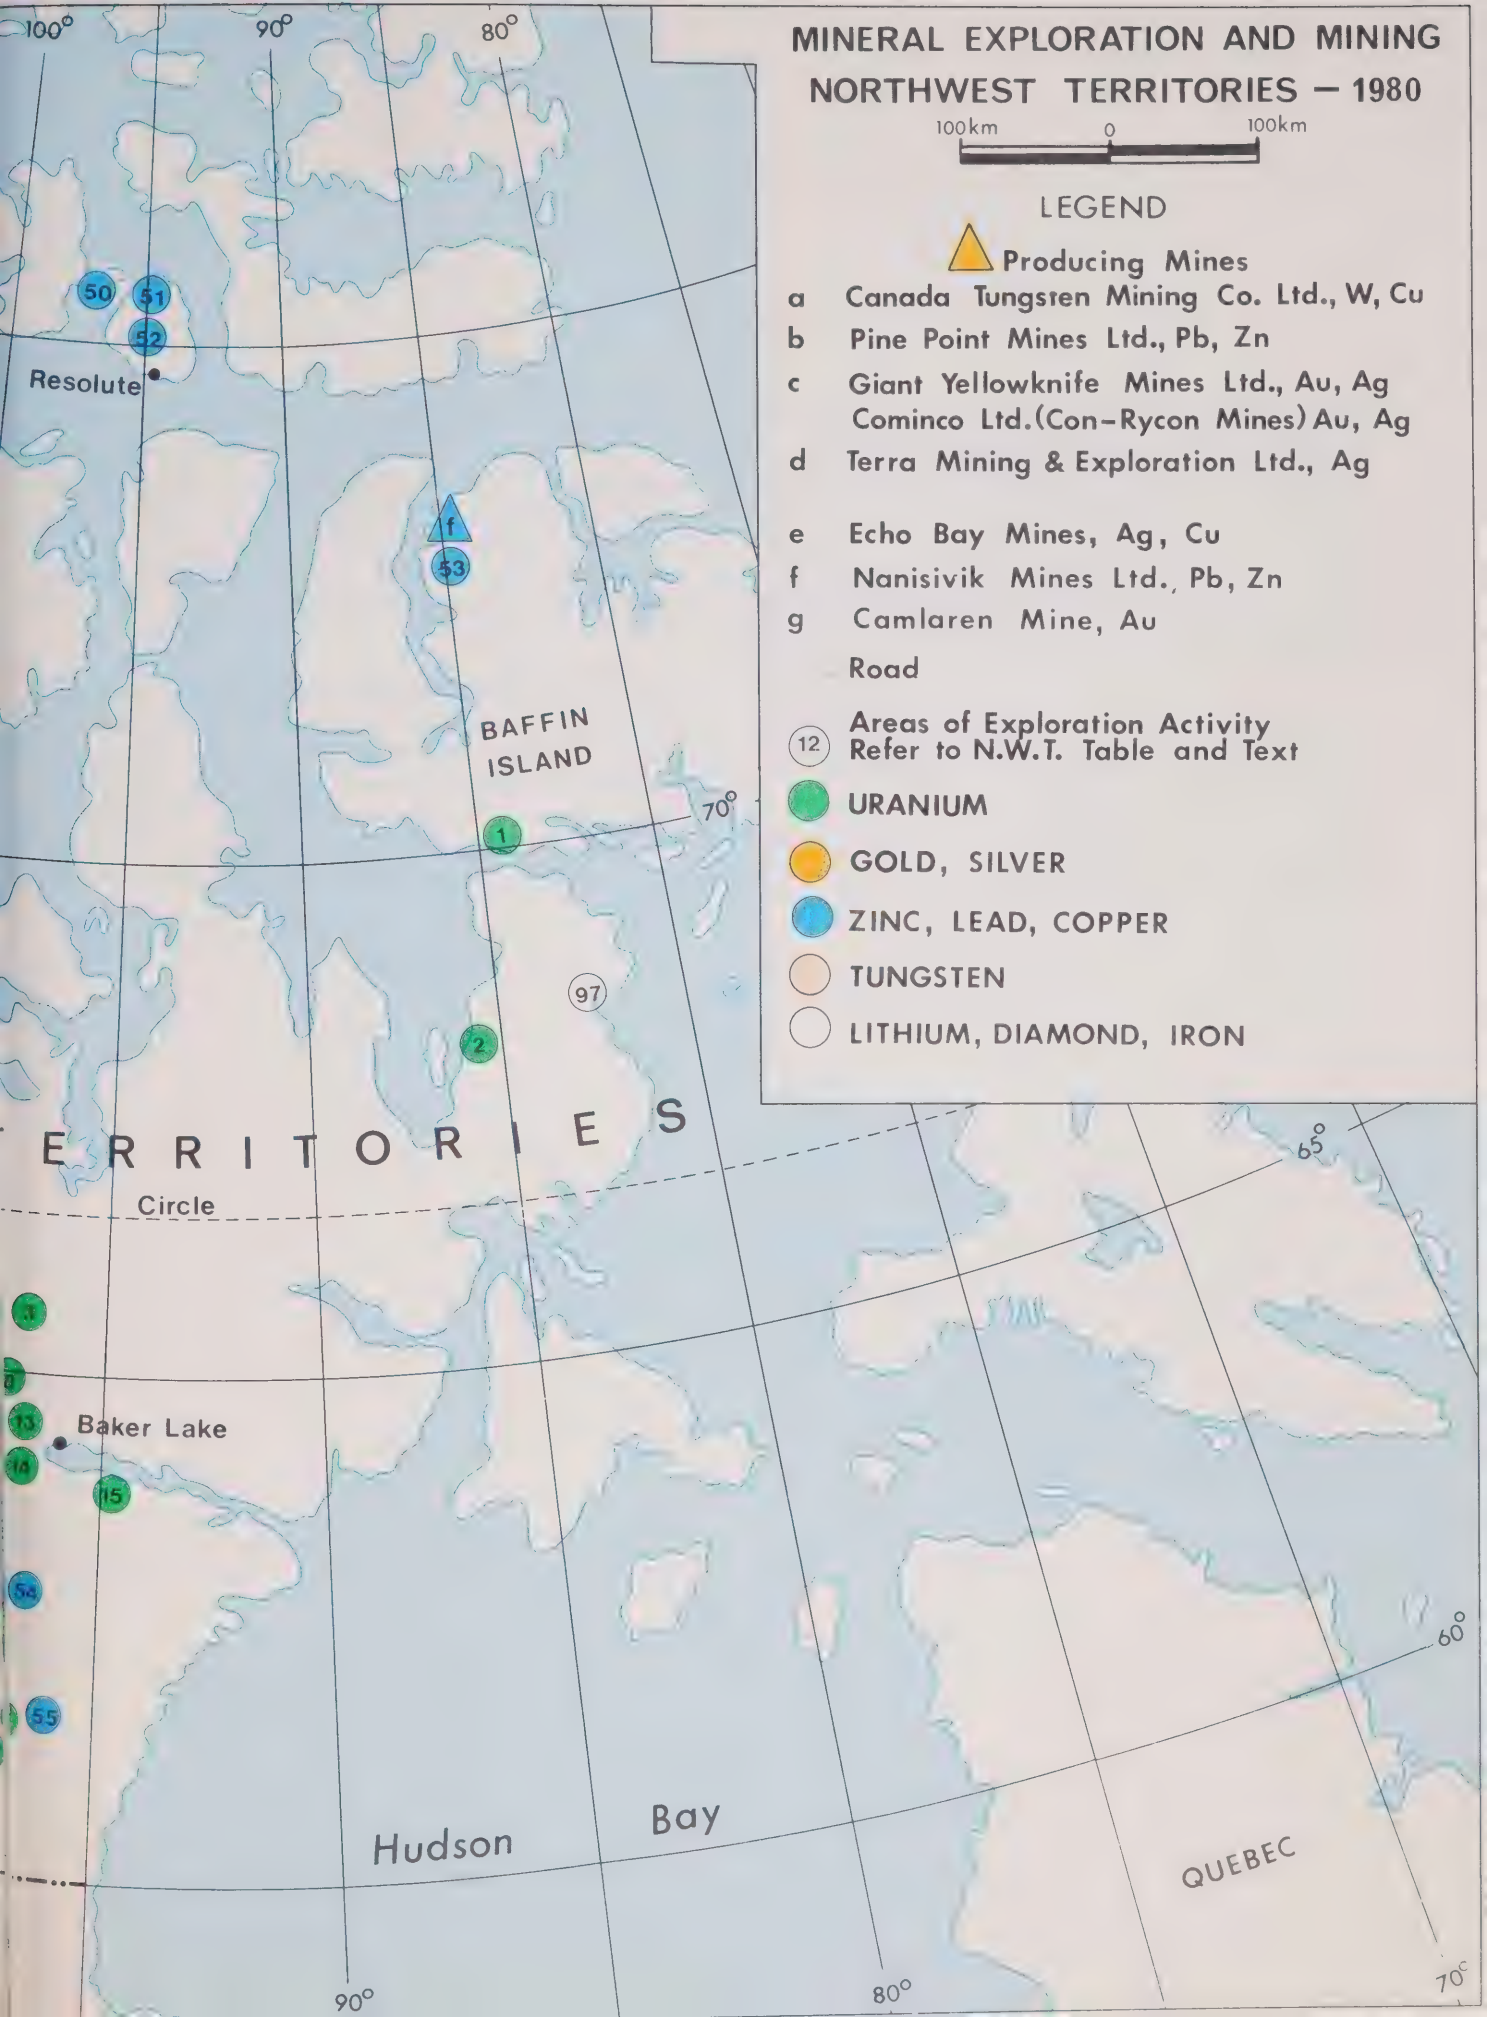 100°
90°
80°
MINERAL EXPLORATION AND MINING
NORTHWEST TERRITORIES — 1980
100km 0 100km
LEGEND
Producing Mines
a Canada Tungsten Mining Co. Ltd., W, Cu
b Pine Point Mines Ltd., Pb, Zn
c Giant Yellowknife Mines Ltd., Au, Ag
Cominco Ltd.(Con-Rycon Mines) Au, Ag
d Terra Mining & Exploration Ltd., Ag
e Echo Bay Mines, Ag, Cu
f Nanisivik Mines Ltd., Pb, Zn
g Camlaren Mine, Au
Road
12 Areas of Exploration Activity
Refer to N.W.T. Table and Text
URANIUM
GOLD, SILVER
ZINC, LEAD, COPPER
TUNGSTEN
LITHIUM, DIAMOND, IRON
50
51
52
Resolute
f
53
BAFFIN
ISLAND
70°
1
97
2
ERRITORIES
Circle
65°
3
13
Baker Lake
14
15
54
55
60°
Hudson Bay
QUEBEC
90°
80°
70°